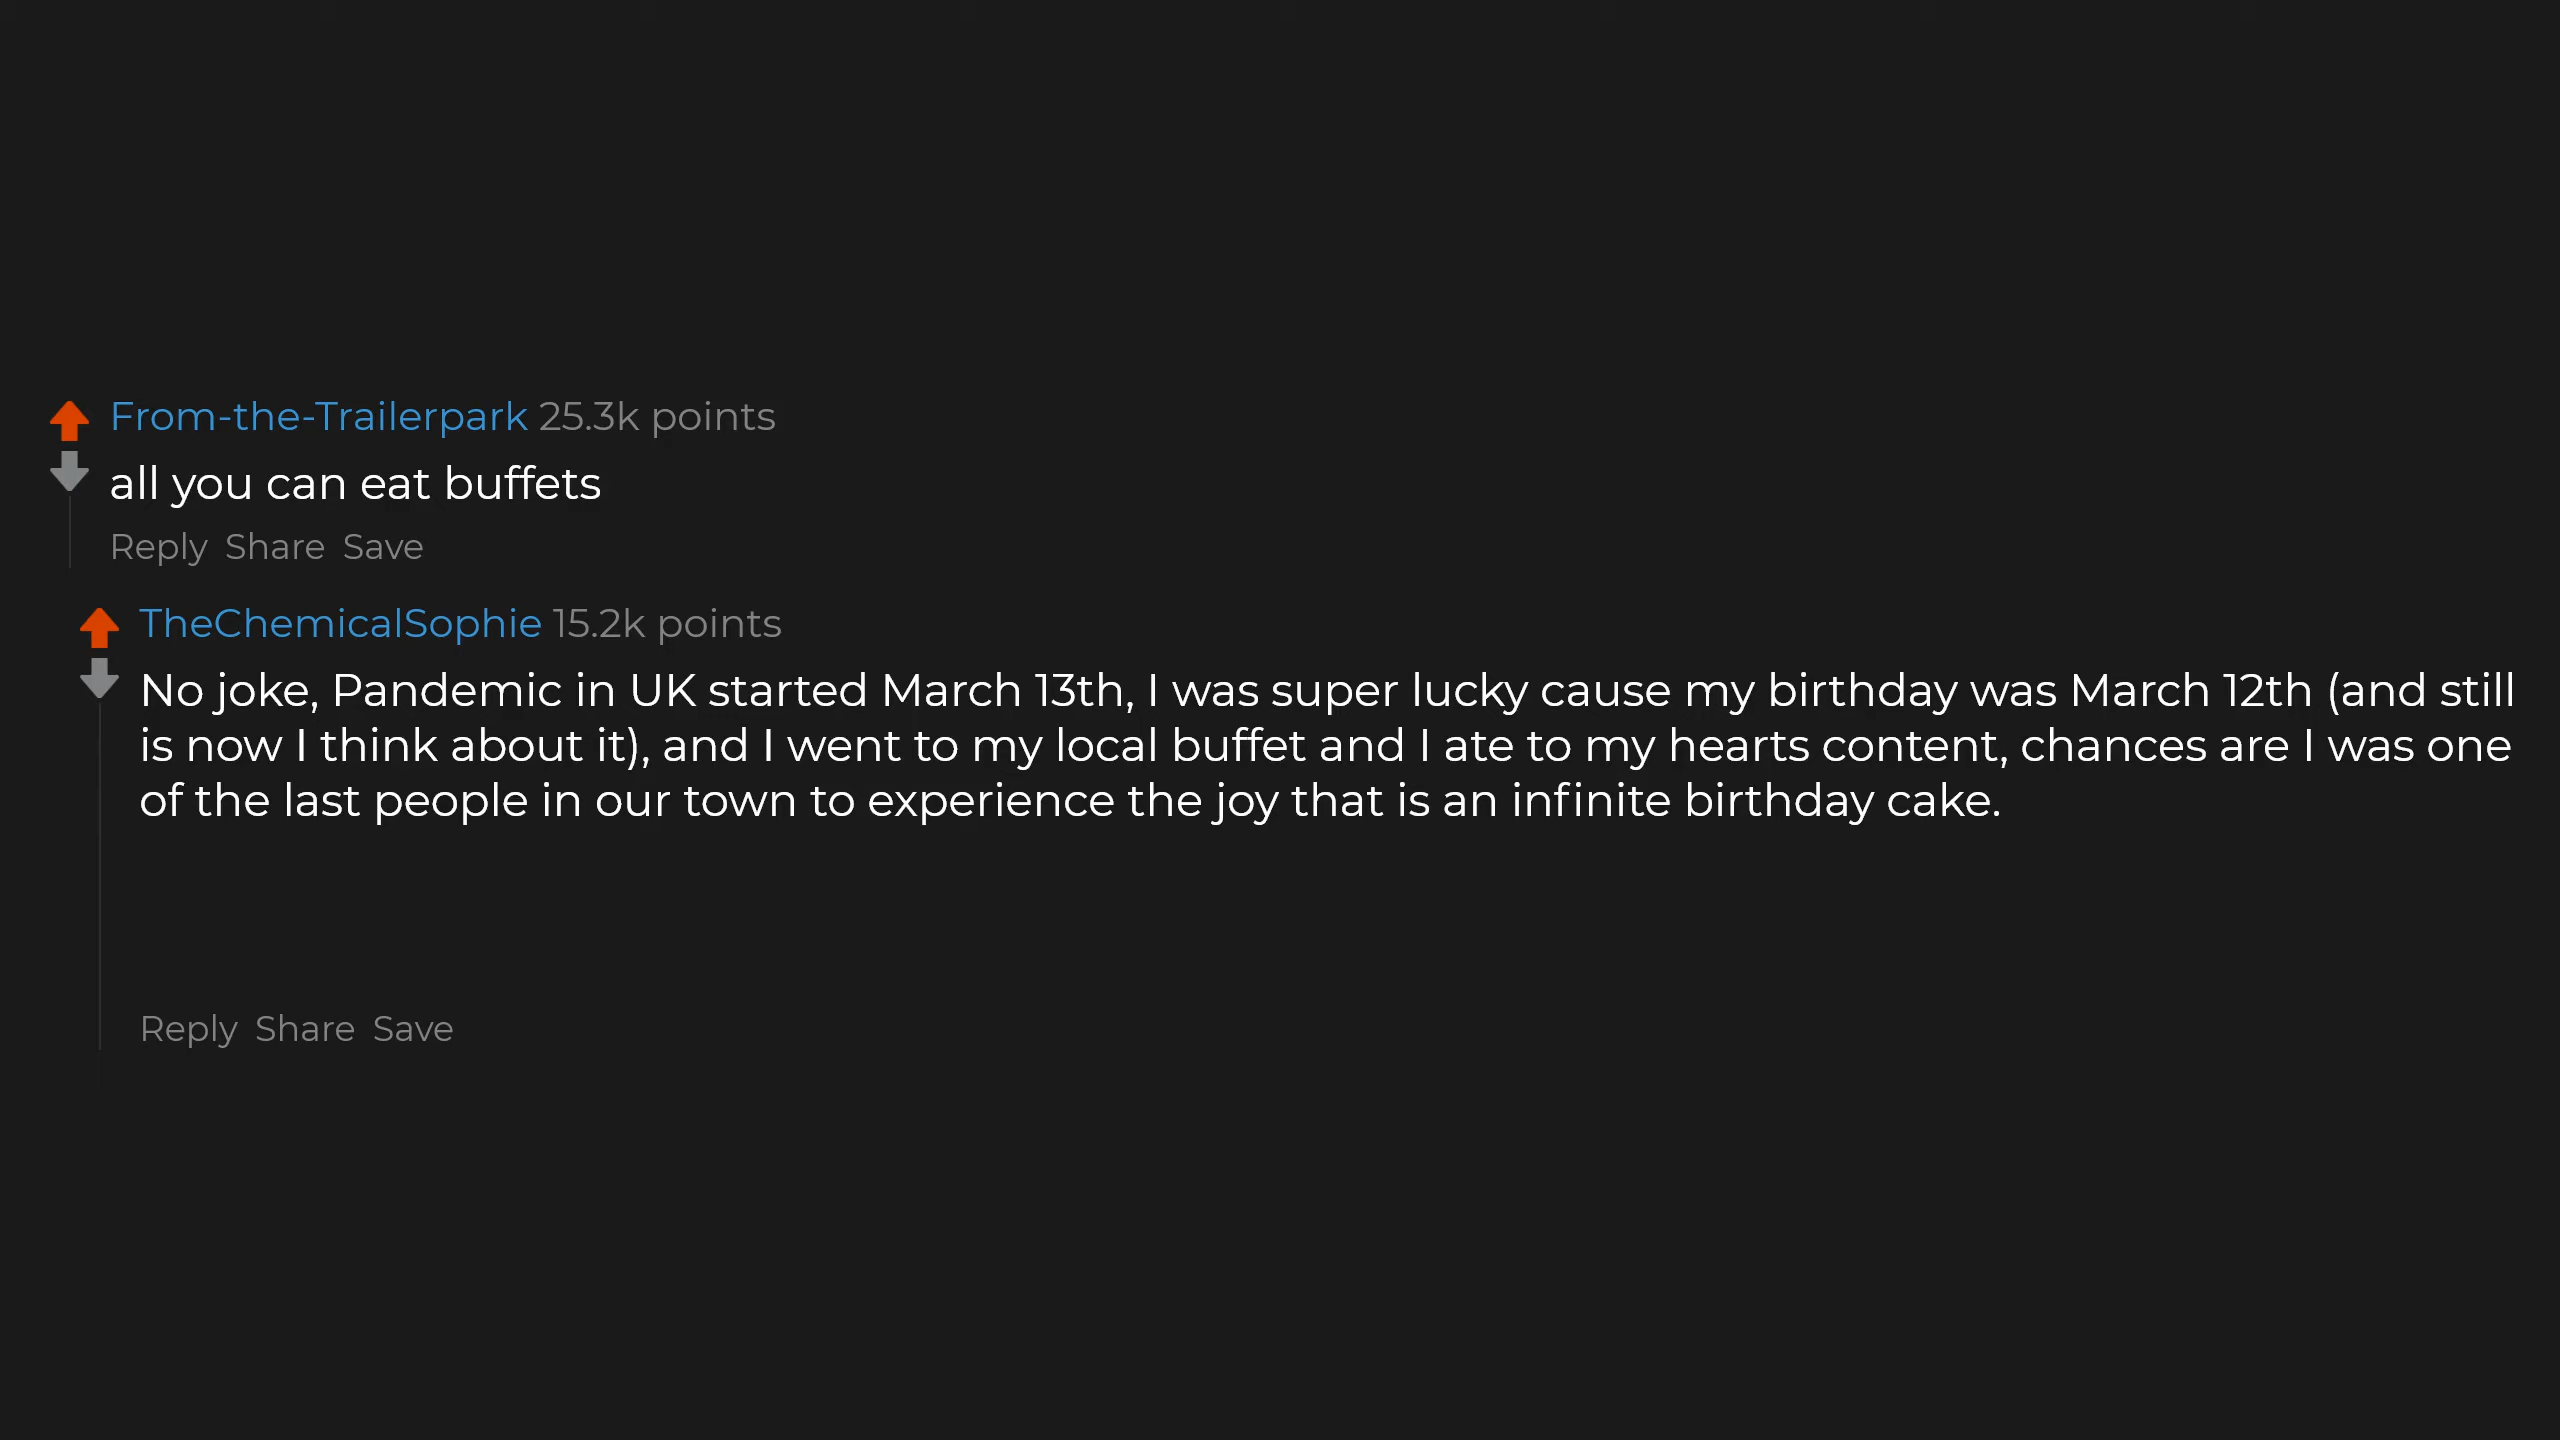 From-the-Trailerpark 25.3k points
all you can eat buffets
Reply Share Save
TheChemicalSophie 15.2k points
No joke, Pandemic in UK started March 13th, I was super lucky cause my birthday was March 12th (and still
is now I think about it), and I went to my local buffet and I ate to my hearts content, chances are I was one
of the last people in our town to experience the joy that is an infinite birthday cake.
Reply Share Save